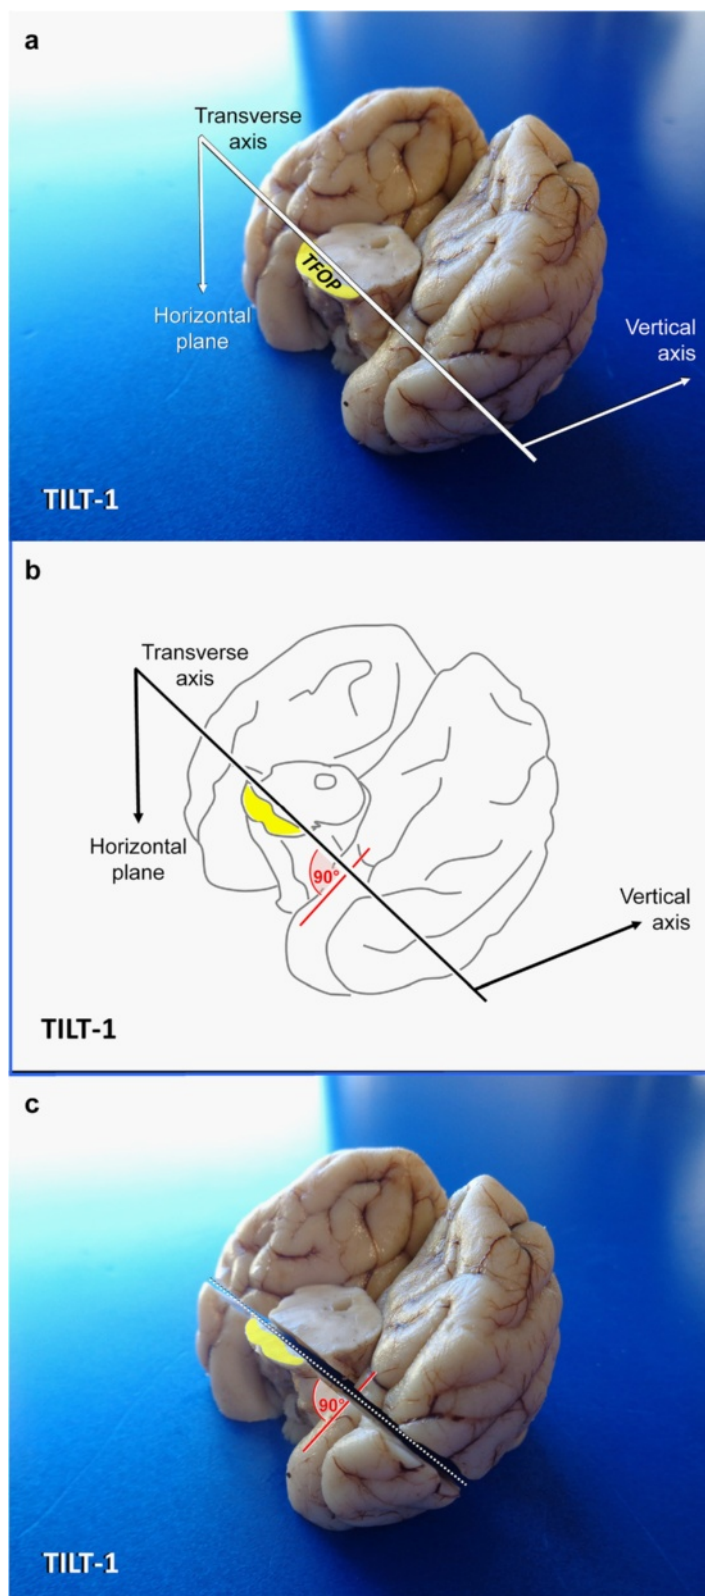 a
Transverse
axis
TFOP
Horizontal
plane
Vertical
axis
TILT-1
b
Transverse
axis
Horizontal
plane
90°
Vertical
axis
TILT-1
c
90°
TILT-1